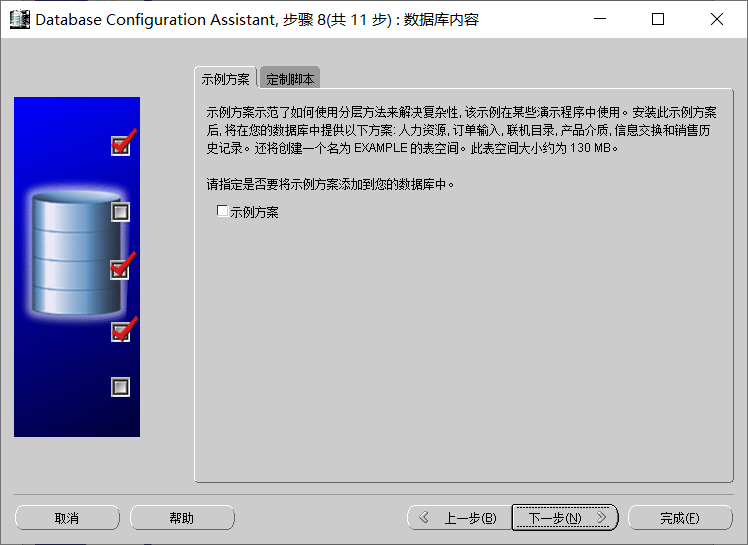 Database Configuration Assistant, 步骤 8(共 11 步) : 数据库内容
示例方案 定制脚本
示例方案示范了如何使用分层方法来解决复杂性, 该示例在某些演示程序中使用。安装此示例方案
后, 将在您的数据库中提供以下方案: 人力资源, 订单输入, 联机目录, 产品介质, 信息交换和销售历
史记录。还将创建一个名为 EXAMPLE 的表空间。此表空间大小约为 130 MB。
请指定是否要将示例方案添加到您的数据库中。
示例方案
取消 帮助 上一步(B) 下一步(N) 完成(F)